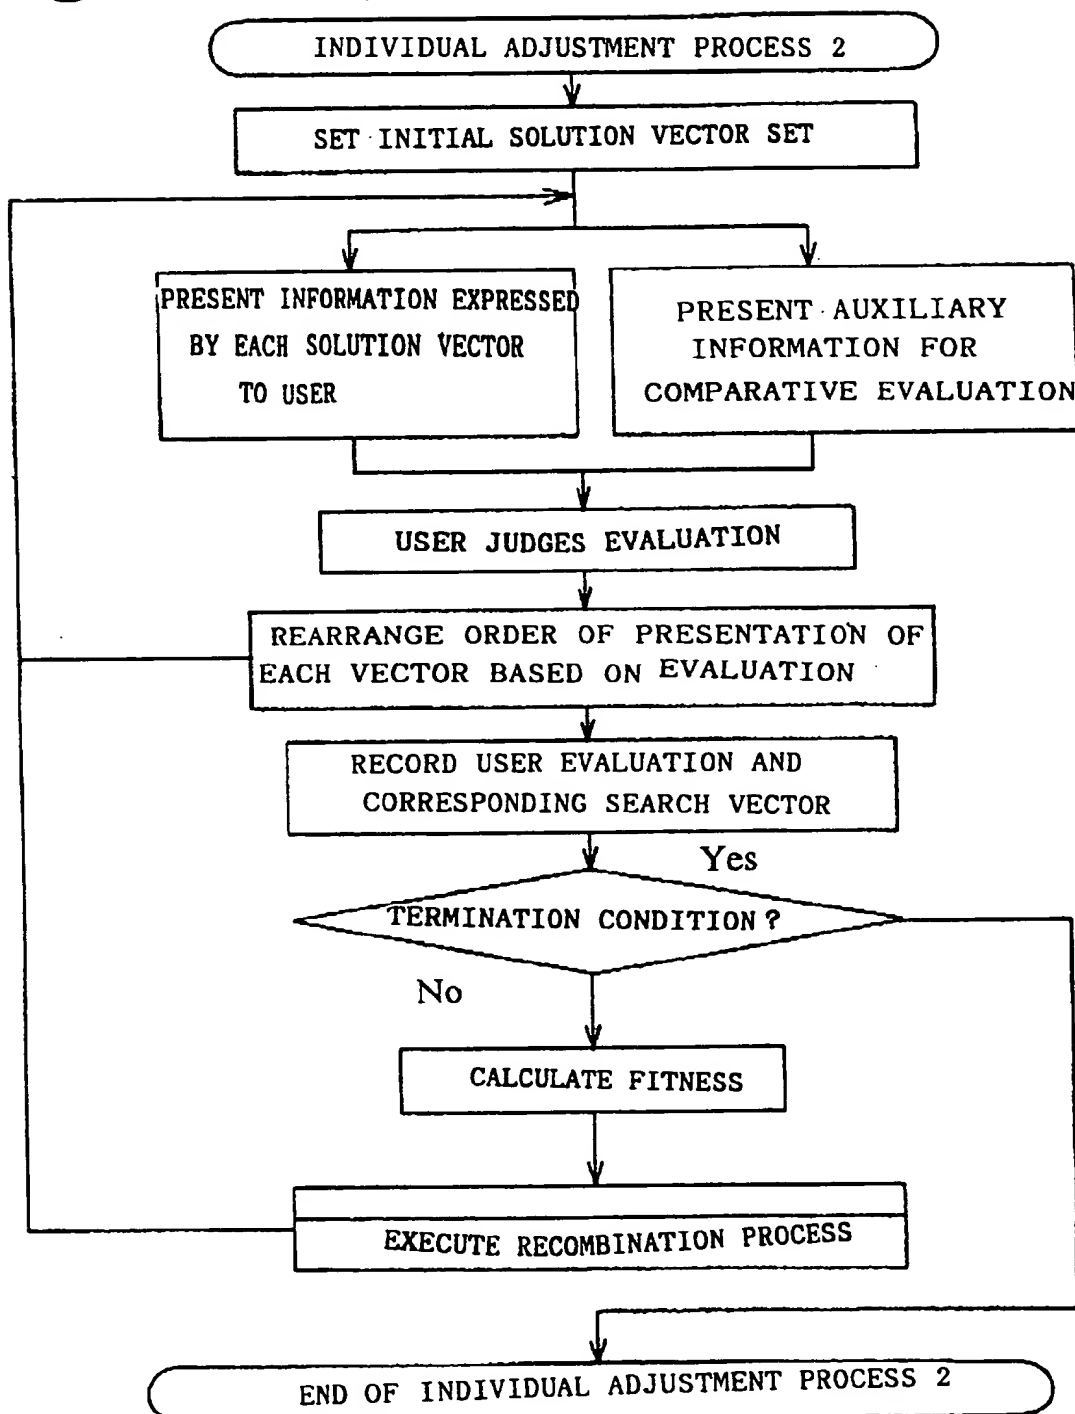 INDIVIDUAL ADJUSTMENT PROCESS 2
SET INITIAL SOLUTION VECTOR SET
PRESENT INFORMATION EXPRESSED
BY EACH SOLUTION VECTOR
TO USER
PRESENT AUXILIARY
INFORMATION FOR
COMPARATIVE EVALUATION
USER JUDGES EVALUATION
REARRANGE ORDER OF PRESENTATION OF
EACH VECTOR BASED ON EVALUATION
RECORD USER EVALUATION AND
CORRESPONDING SEARCH VECTOR
Yes
TERMINATION CONDITION?
No
CALCULATE FITNESS
EXECUTE RECOMBINATION PROCESS
END OF INDIVIDUAL ADJUSTMENT PROCESS 2